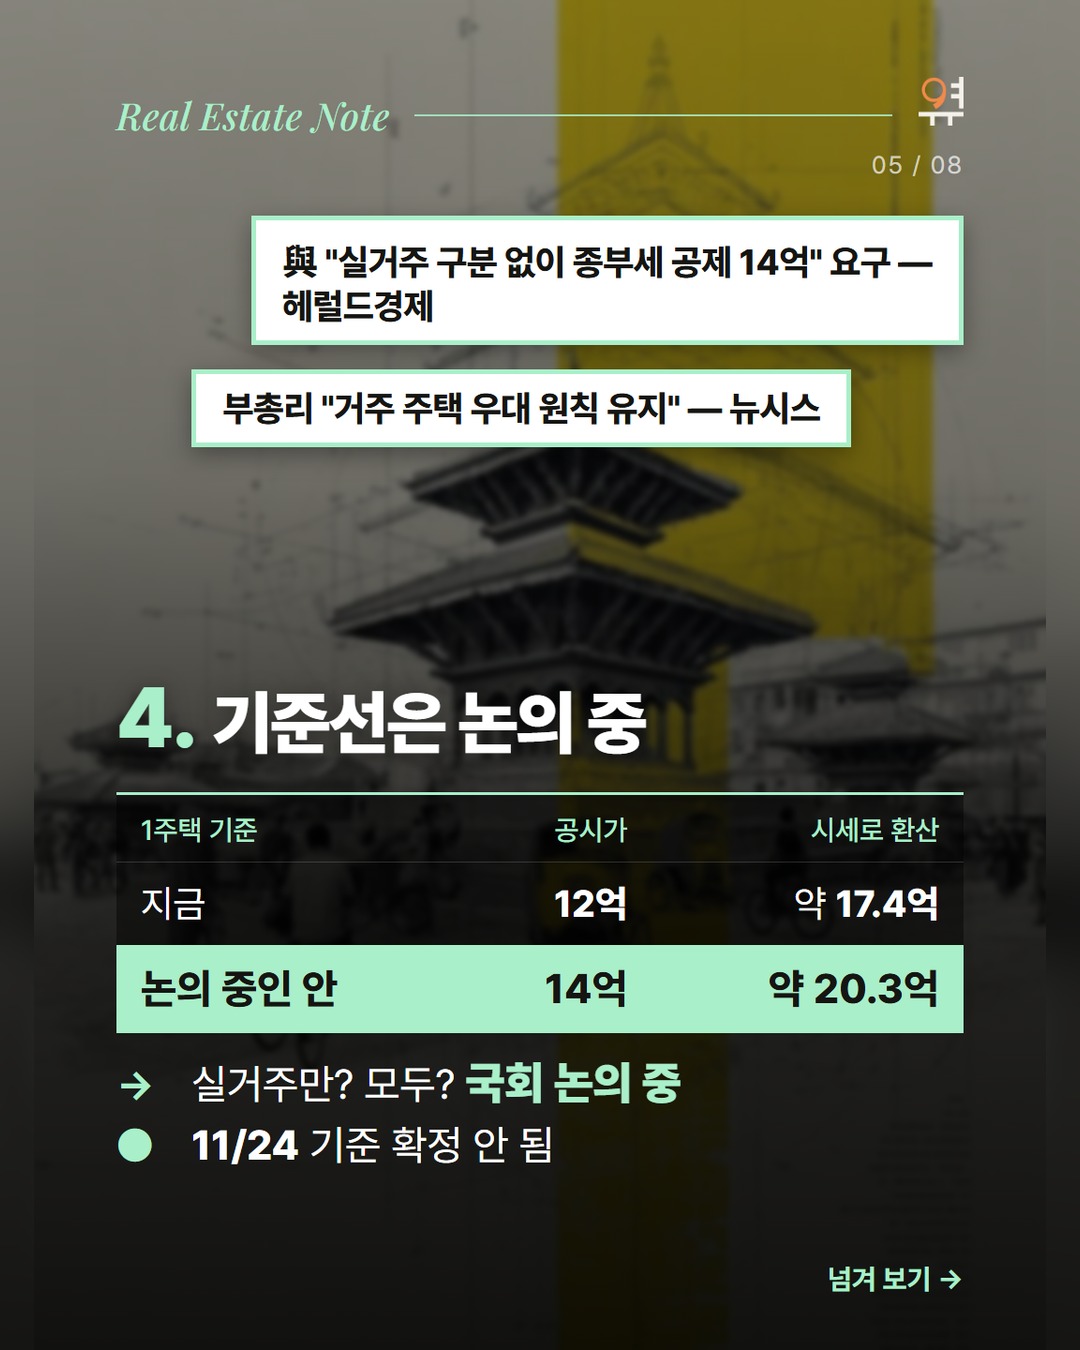 Real Estate Note
05 / 08
與 "실거주 구분 없이 종부세 공제 14억" 요구 —
헤럴드경제
부총리 "거주 주택 우대 원칙 유지" — 뉴시스
4. 기준선은 논의 중
1주택 기준 공시가 시세로 환산
지금 12억 약 17.4억
논의 중인 안 14억 약 20.3억
→ 실거주만? 모두? 국회 논의 중
● 11/24 기준 확정 안 됨
넘겨 보기 →